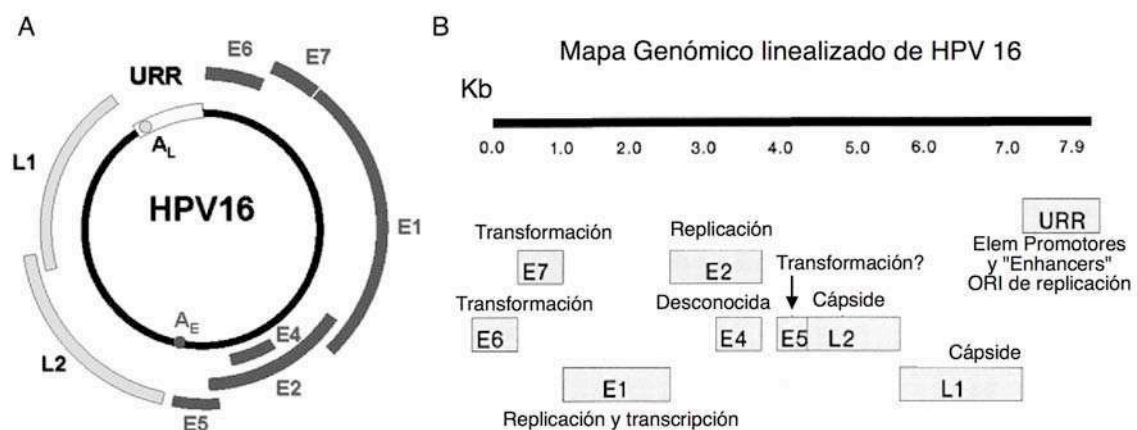 A
E6
E7
URR
A_L
L1
HPV16
E1
A_E
E4
L2
E2
E5
B
Mapa Genómico linealizado de HPV 16
Kb
0.0 1.0 2.0 3.0 4.0 5.0 6.0 7.0 7.9
URR
Elem Promotores
y "Enhancers"
ORI de replicación
Transformación
E7
Replicación
E2
Transformación?
Transformación
E6
Desconocida
E4
E5
Cápside
L2
E1
Replicación y transcripción
Cápside
L1